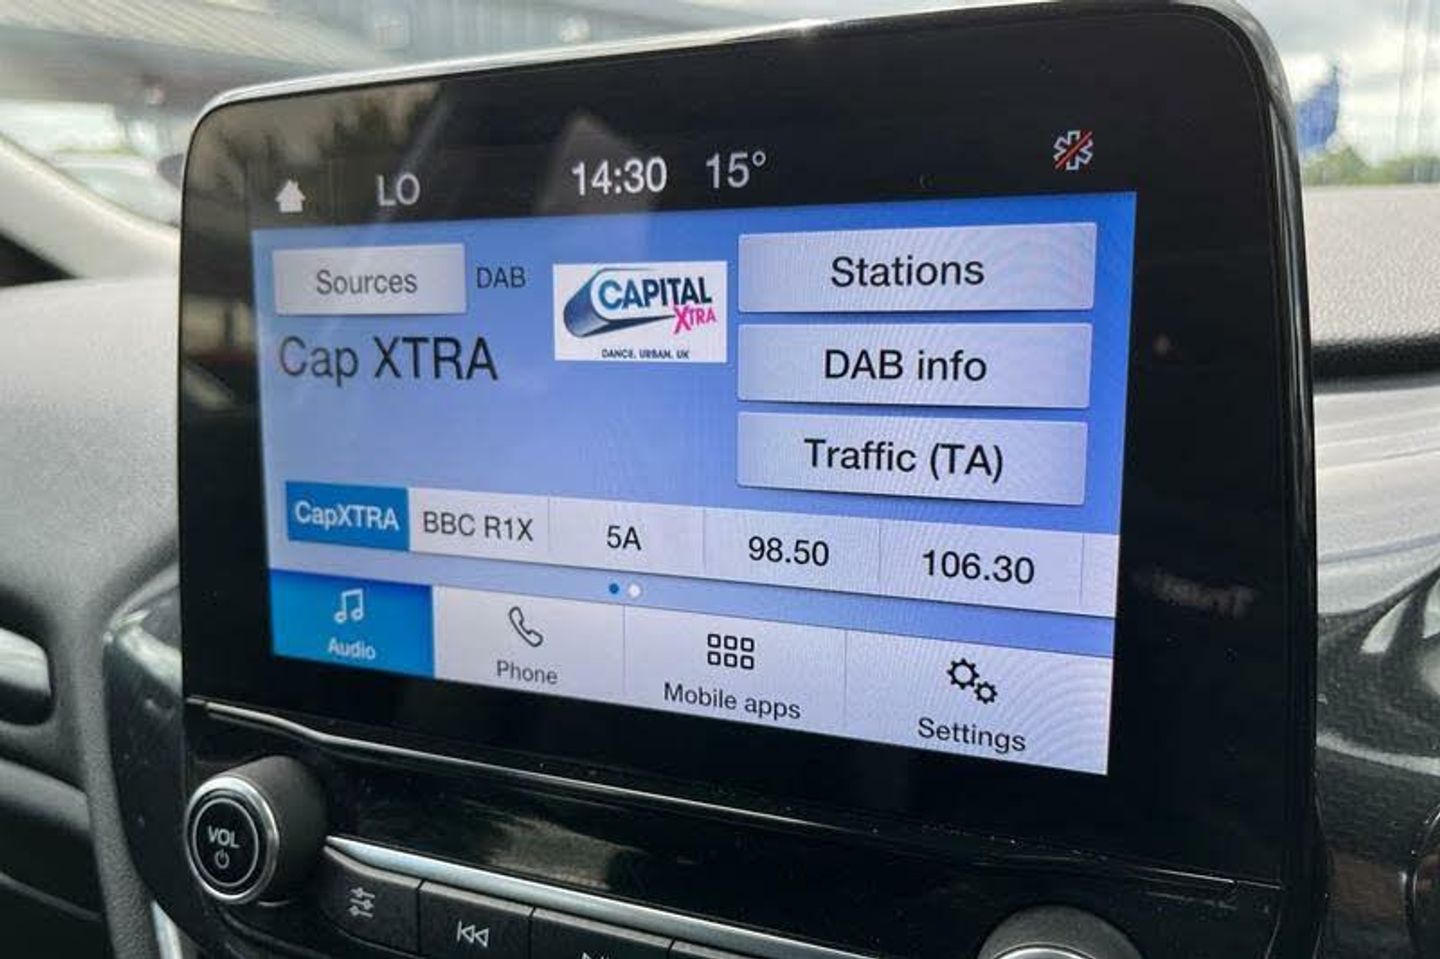 LO 14:30 15°
Sources DAB
CAPITAL
XTRA
DANCE. URBAN. UK
Cap XTRA
Stations
DAB info
Traffic (TA)
CapXTRA BBC R1X 5A 98.50 106.30
Audio Phone Mobile apps Settings
VOL